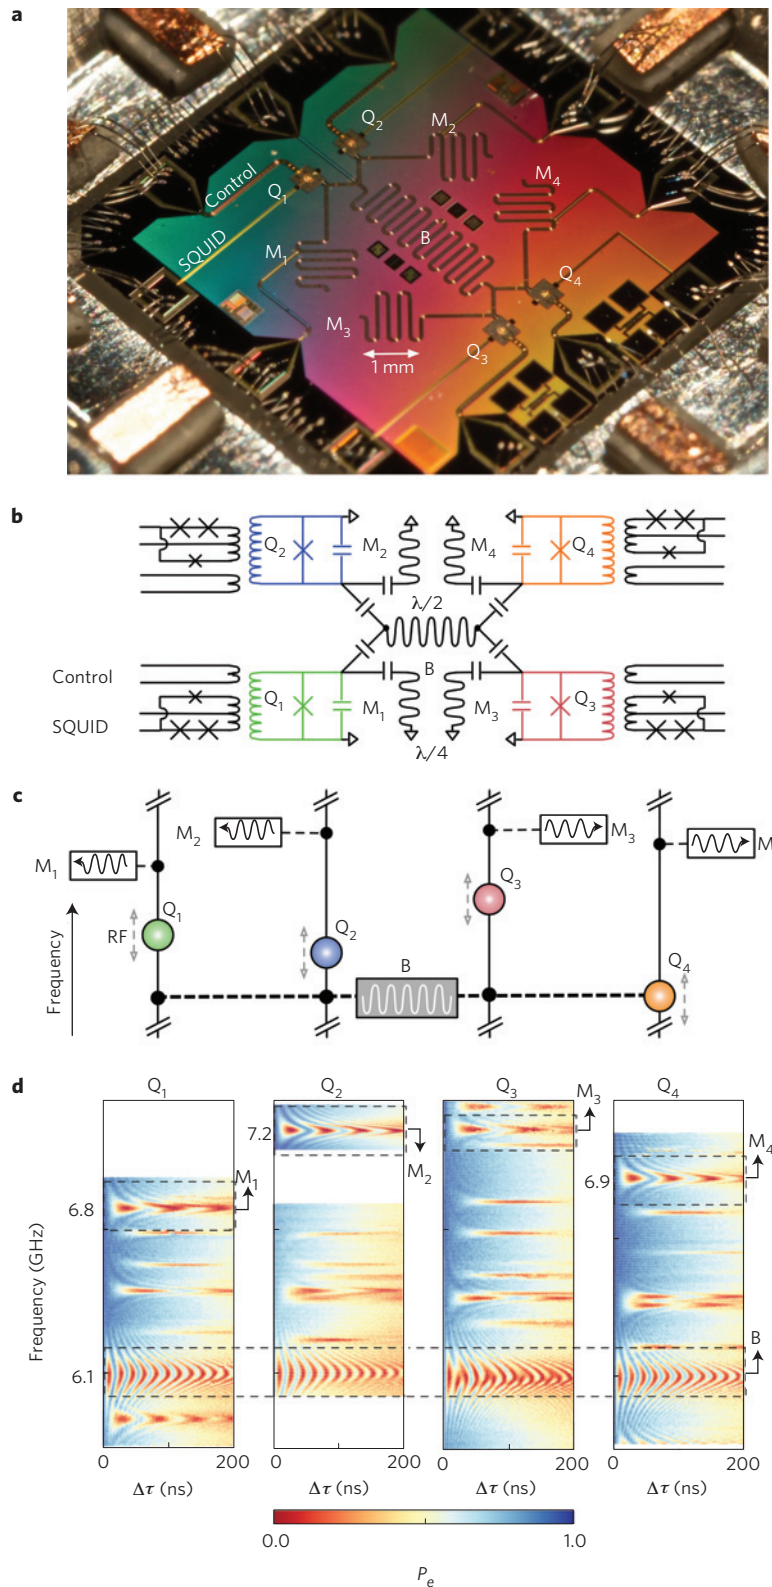 a
Q2
M2
M4
Control
Q1
SQUID
B
M1
Q4
M3
Q3
1 mm
b
Q2
M2
M4
Q4
λ/2
Control
Q1
M1
B
M3
Q3
SQUID
λ/4
c
M1
M2
M3
M
Q1
Q2
Q3
Q4
RF
B
Frequency
d
Q1
Q2
Q3
Q4
7.2
M3
M1
M2
M4
6.8
6.9
Frequency (GHz)
B
6.1
0 200 0 200 0 200 0 200
Δτ (ns) Δτ (ns) Δτ (ns) Δτ (ns)
0.0 1.0
Pe